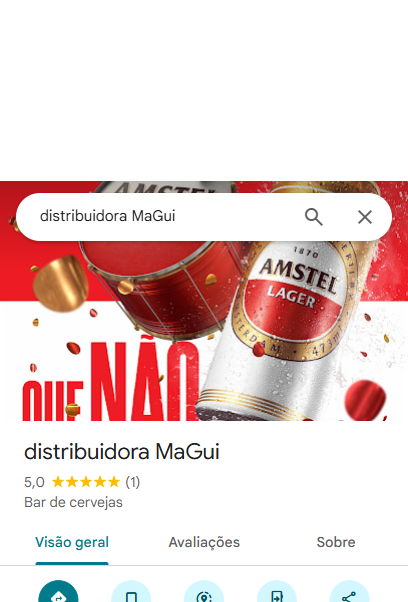 distribuidora MaGui
AMSTEL
1870
AMSTEL
LAGER
QUE NÃO
distribuidora MaGui
5,0 (1)
Bar de cervejas
Visão geral
Avaliações
Sobre